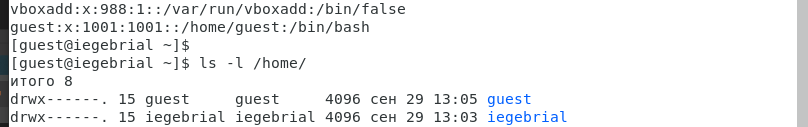 vboxadd:x:988:1::/var/run/vboxadd:/bin/false
guest:x:1001:1001::/home/guest:/bin/bash
[guest@iegebrial ~]$
[guest@iegebrial ~]$ ls -l /home/
итого 8
drwx------. 15 guest     guest     4096 сен 29 13:05 guest
drwx------. 15 iegebrial iegebrial 4096 сен 29 13:03 iegebrial